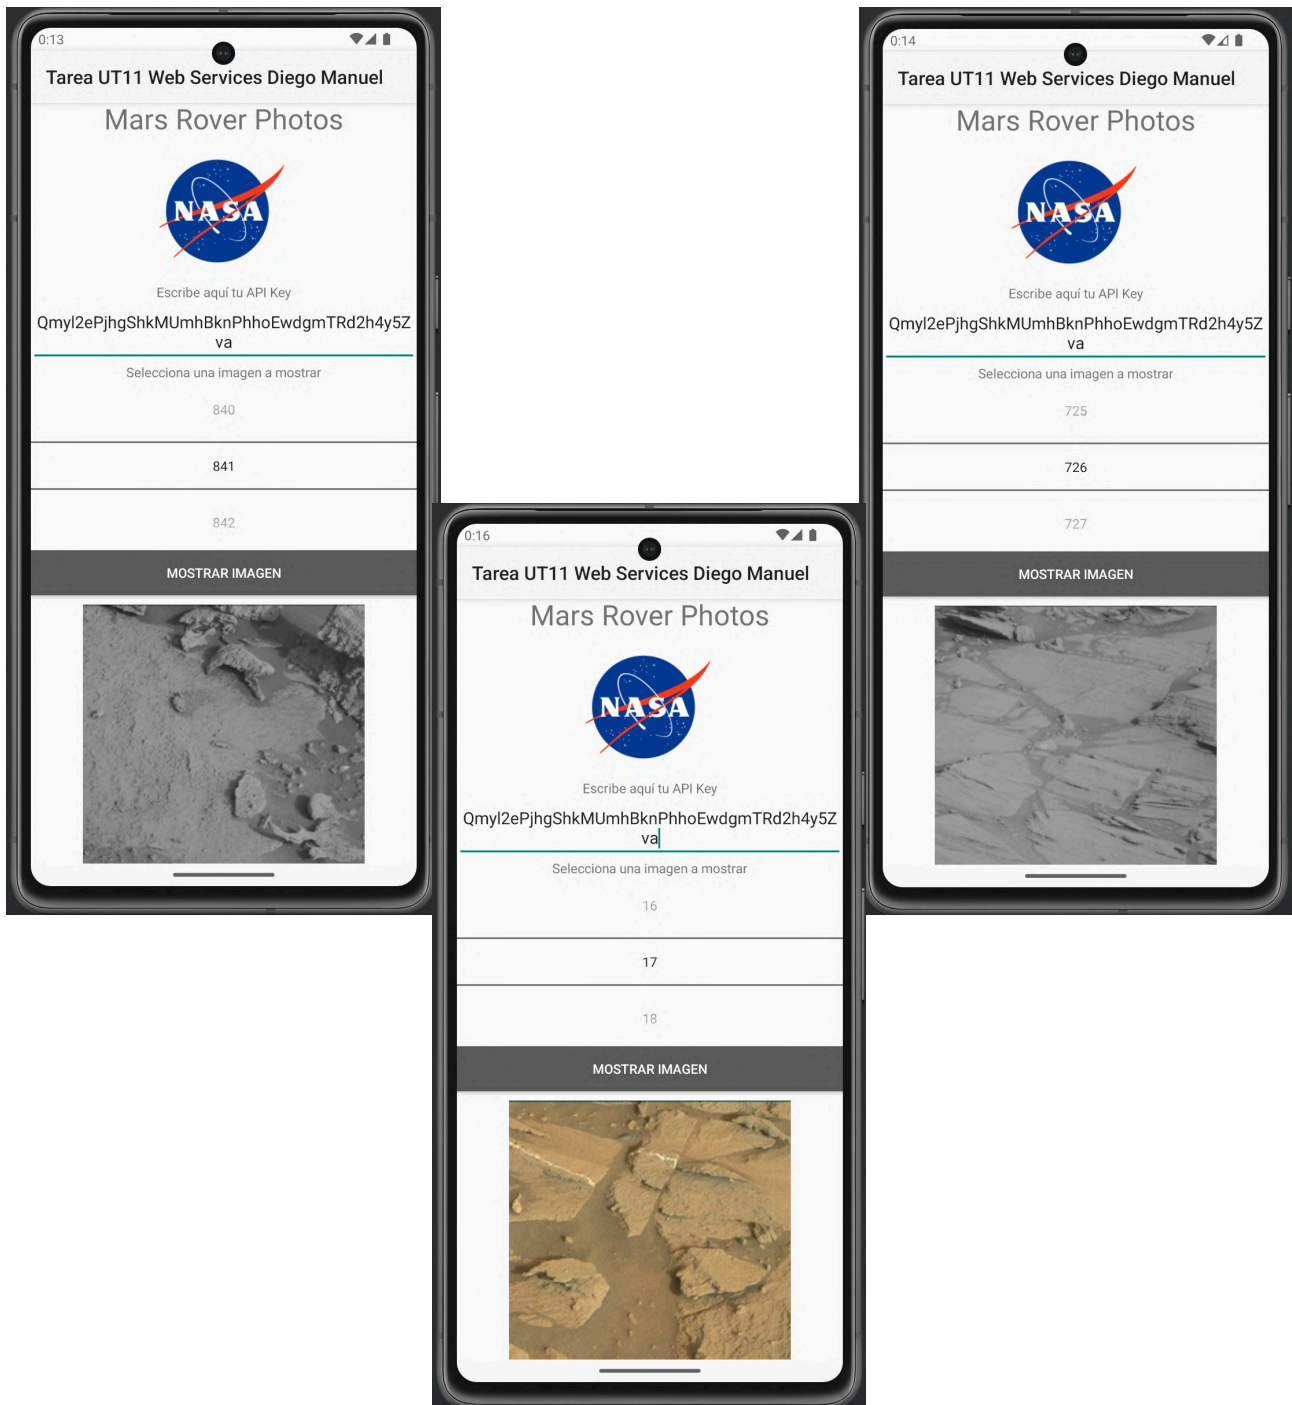 0:13
Tarea UT11 Web Services Diego Manuel
Mars Rover Photos
NASA
Escribe aquí tu API Key
Qmyl2ePjhgShkMUmhBknPhhoEwdgmTRd2h4y5Z
va
Selecciona una imagen a mostrar
840
841
842
MOSTRAR IMAGEN
0:14
Tarea UT11 Web Services Diego Manuel
Mars Rover Photos
NASA
Escribe aquí tu API Key
Qmyl2ePjhgShkMUmhBknPhhoEwdgmTRd2h4y5Z
va
Selecciona una imagen a mostrar
725
726
727
MOSTRAR IMAGEN
0:16
Tarea UT11 Web Services Diego Manuel
Mars Rover Photos
NASA
Escribe aquí tu API Key
Qmyl2ePjhgShkMUmhBknPhhoEwdgmTRd2h4y5Z
va
Selecciona una imagen a mostrar
16
17
18
MOSTRAR IMAGEN